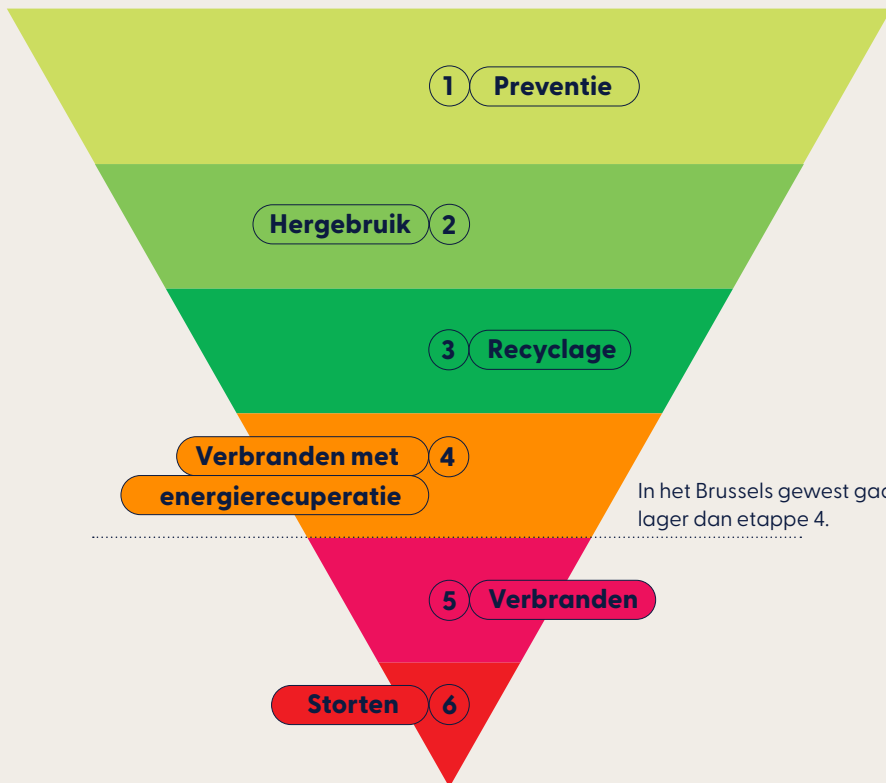 1 Preventie
Hergebruik 2
3 Recyclage
Verbranden met 4
energierecuperatie
In het Brussels gewest
lager dan etappe 4.
5 Verbranden
Storten 6